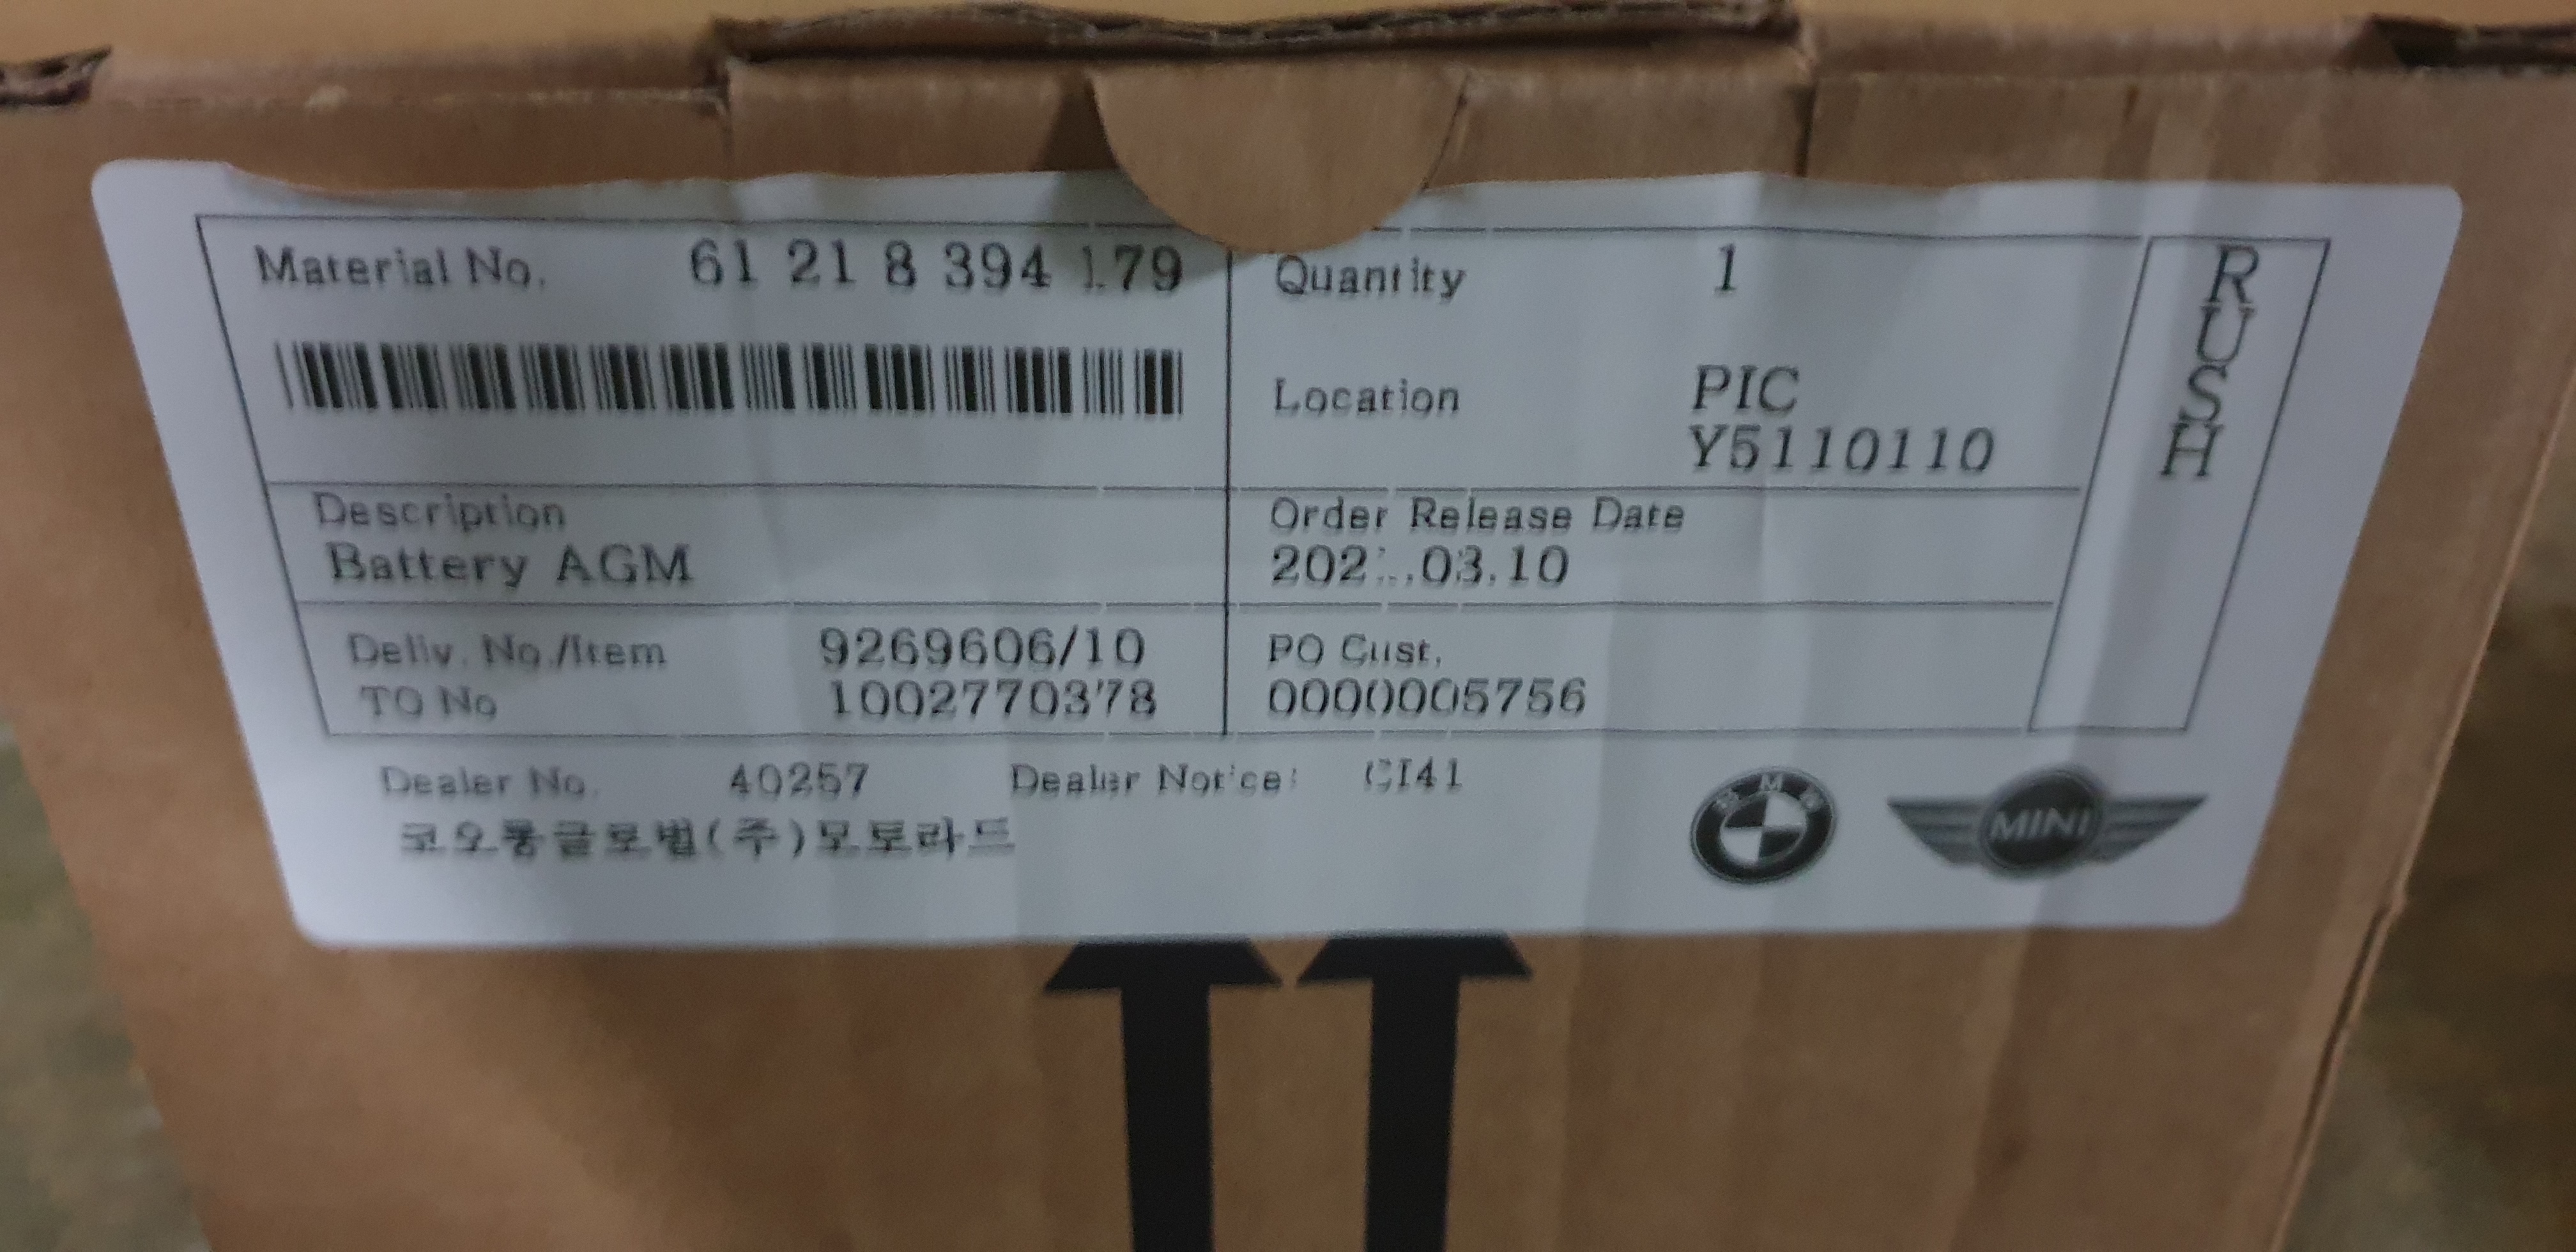 Material No. 61 21 8 394 179
Quantity 1
Location PIC
Y5110110
RUSH
Description
Battery AGM
Order Release Date
Deliv. No./Item 9269606/10
TO No 1002770378
PO Cust.
0000005756
Dealer No. 40257 Dealer Notice: CI41
코오롱글로벌(주)모토라드
BMW
MINI